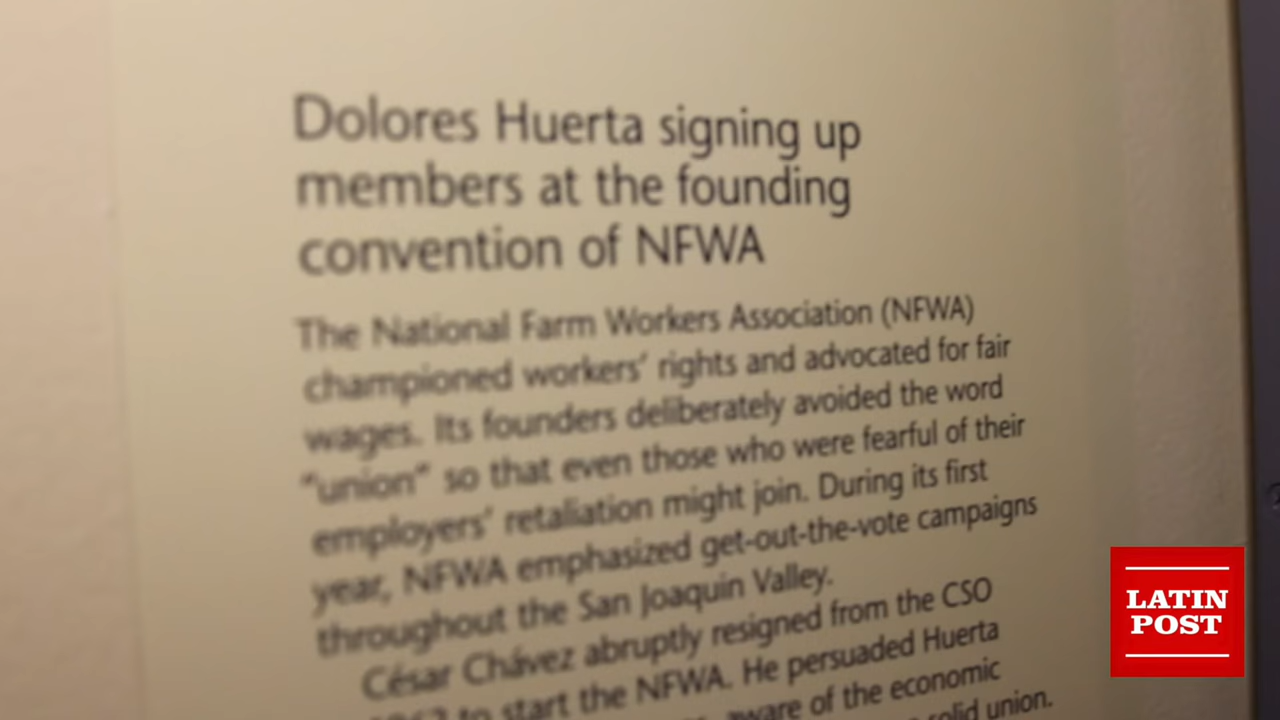 Dolores Huerta signing up
members at the founding
convention of NFWA
The National Farm Workers Association (NFWA)
championed workers’ rights and advocated for fair
wages. Its founders deliberately avoided the word
“union” so that even those who were fearful of their
employers’ retaliation might join. During its first
year, NFWA emphasized get-out-the-vote campaigns
throughout the San Joaquin Valley.
César Chávez abruptly resigned from the CSO
to start the NFWA. He persuaded Huerta
aware of the economic
solid union.
LATIN
POST